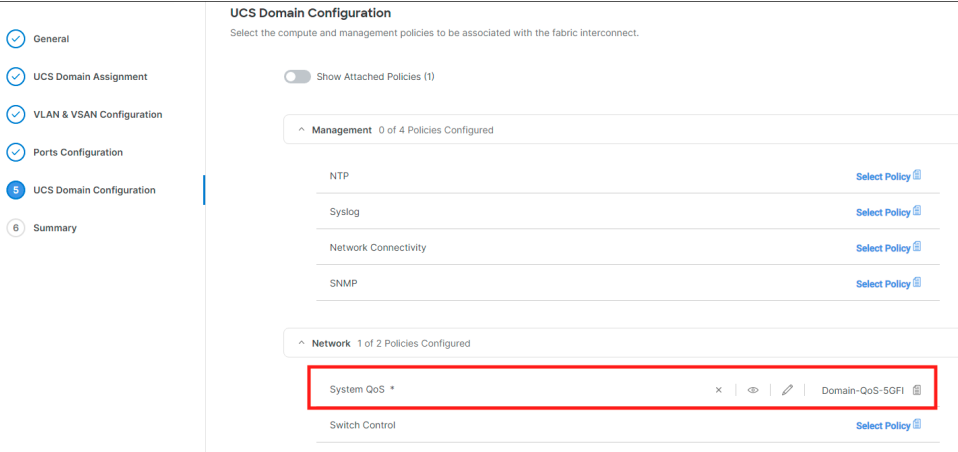 UCS Domain Configuration
Select the compute and management policies to be associated with the fabric interconnect.
General
UCS Domain Assignment
VLAN & VSAN Configuration
Ports Configuration
5 UCS Domain Configuration
6 Summary
Show Attached Policies (1)
Management 0 of 4 Policies Configured
NTP Select Policy
Syslog Select Policy
Network Connectivity Select Policy
SNMP Select Policy
Network 1 of 2 Policies Configured
System QoS * Domain-QoS-5GFI
Switch Control Select Policy